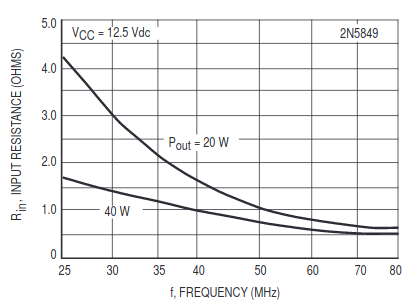 5.0
VCC = 12.5 Vdc
2N5849
4.0
3.0
Pout = 20 W
2.0
1.0
40 W
0
25 30 35 40 50 60 70 80
f, FREQUENCY (MHz)
Rin, INPUT RESISTANCE (OHMS)